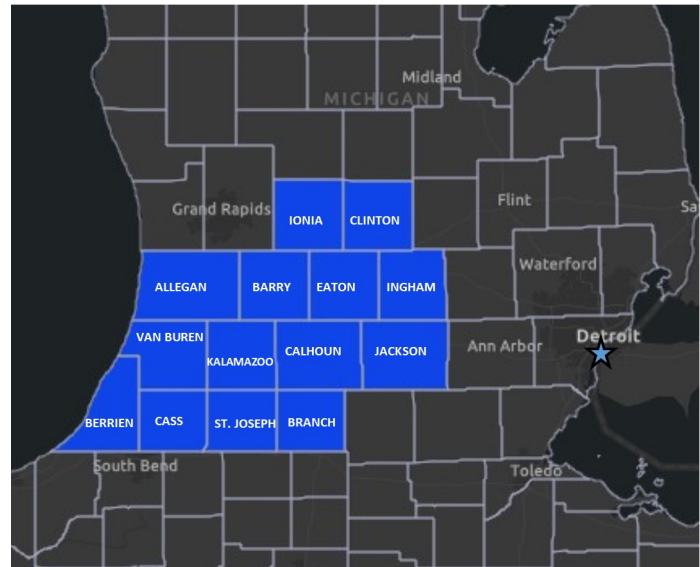 Midland
MICHIGAN
Grand Rapids
Flint
Sa
IONIA
CLINTON
Waterford
ALLEGAN
BARRY
EATON
INGHAM
VAN BUREN
Detroit
Ann Arbor
KALAMAZOO
CALHOUN
JACKSON
BERRIEN
CASS
ST. JOSEPH
BRANCH
South Bend
Toledo